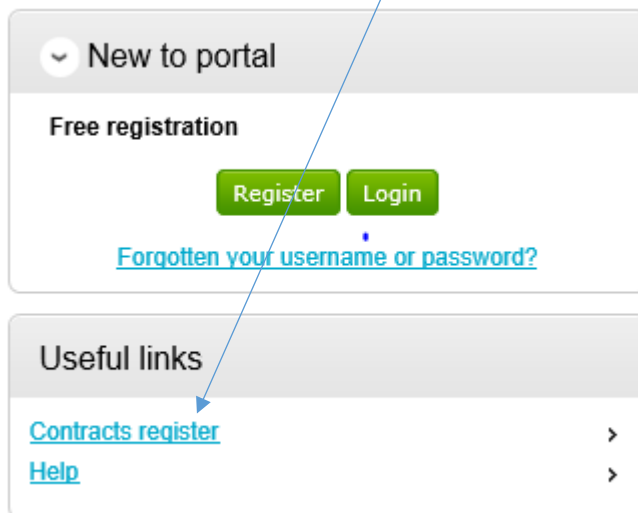 New to portal
Free registration
Register Login
Forgotten your username or password?
Useful links
Contracts register
Help